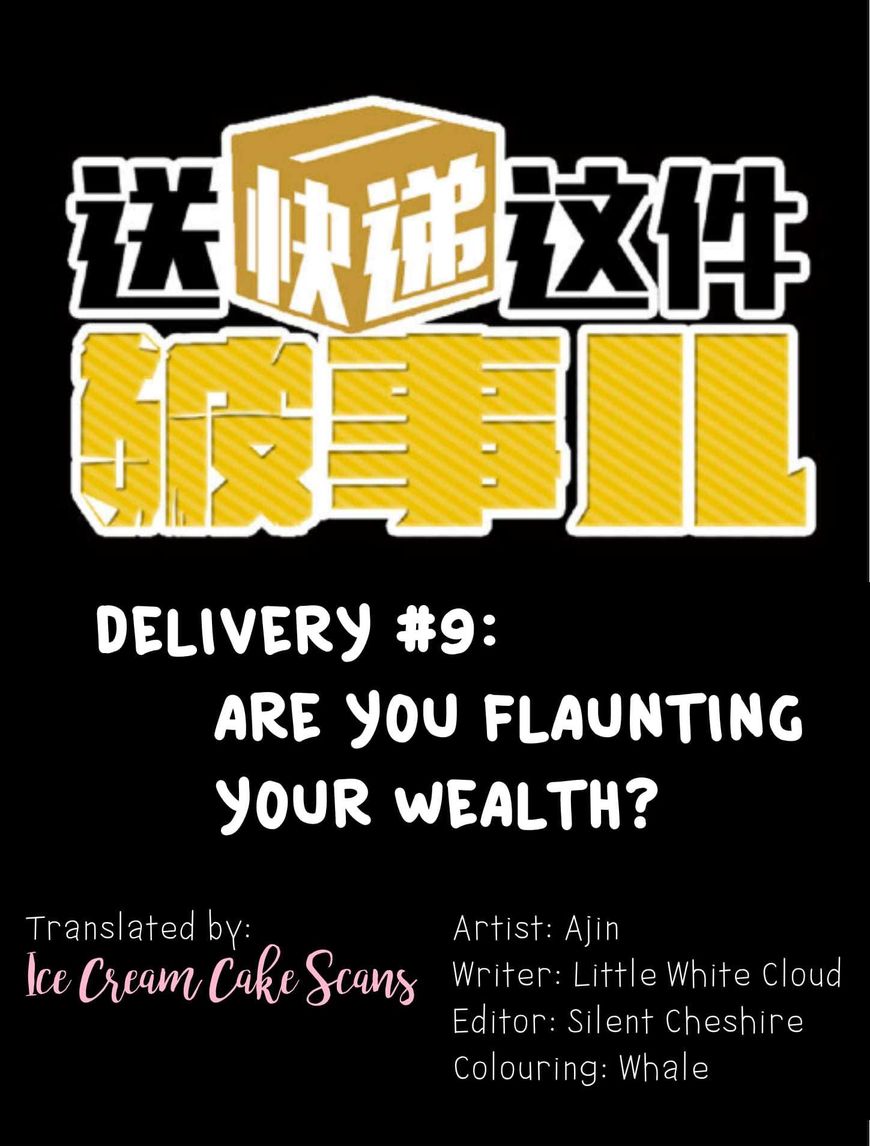 送快递这件
破事儿
DELIVERY #9:
ARE YOU FLAUNTING
YOUR WEALTH?
Translated by:
Ice Cream Cake Scans
Artist: Ajin
Writer: Little White Cloud
Editor: Silent Cheshire
Colouring: Whale